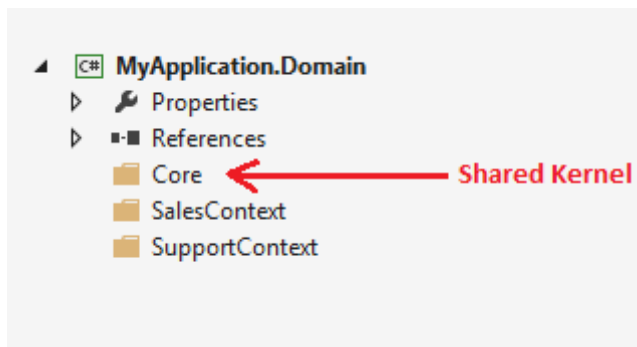 C# MyApplication.Domain
Properties
References
Core Shared Kernel
SalesContext
SupportContext